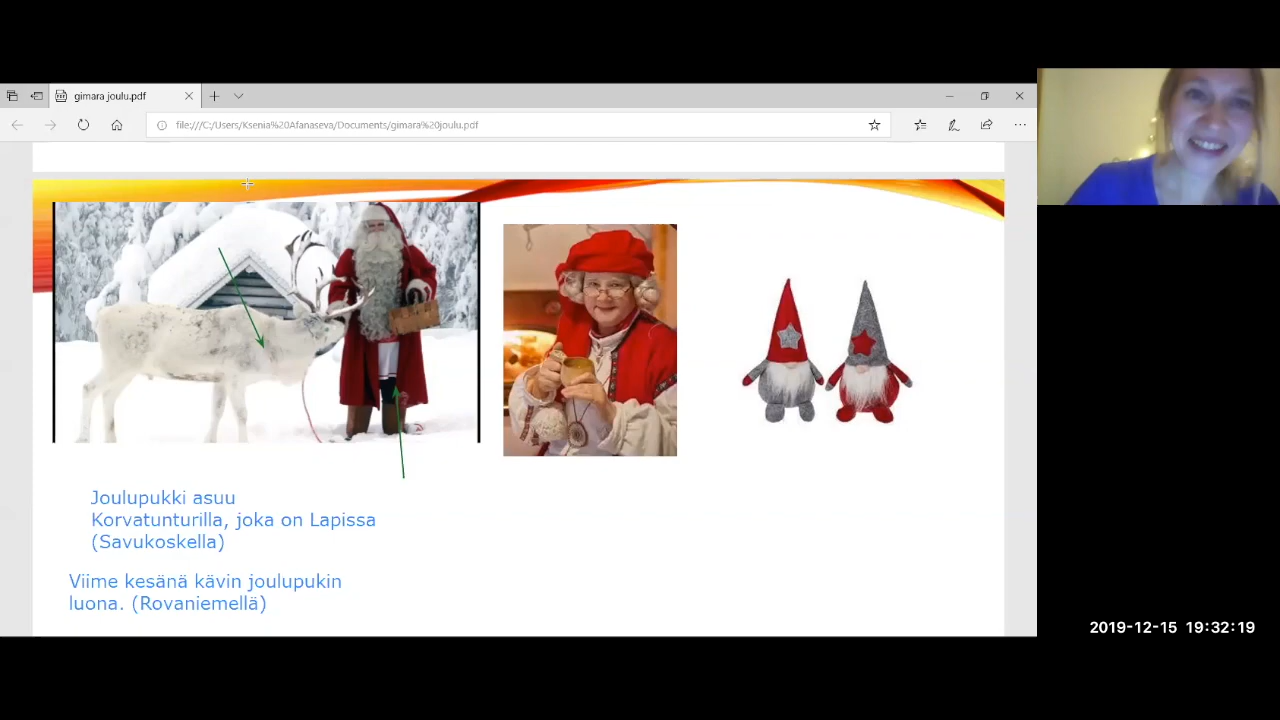 gimara joulu.pdf
file:///C:/Users/Ksenia%20Afanaseva/Documents/gimara%20joulu.pdf
Joulupukki asuu
Korvatunturilla, joka on Lapissa
(Savukoskella)
Viime kesänä kävin joulupukin
luona. (Rovaniemellä)
2019-12-15 19:32:19